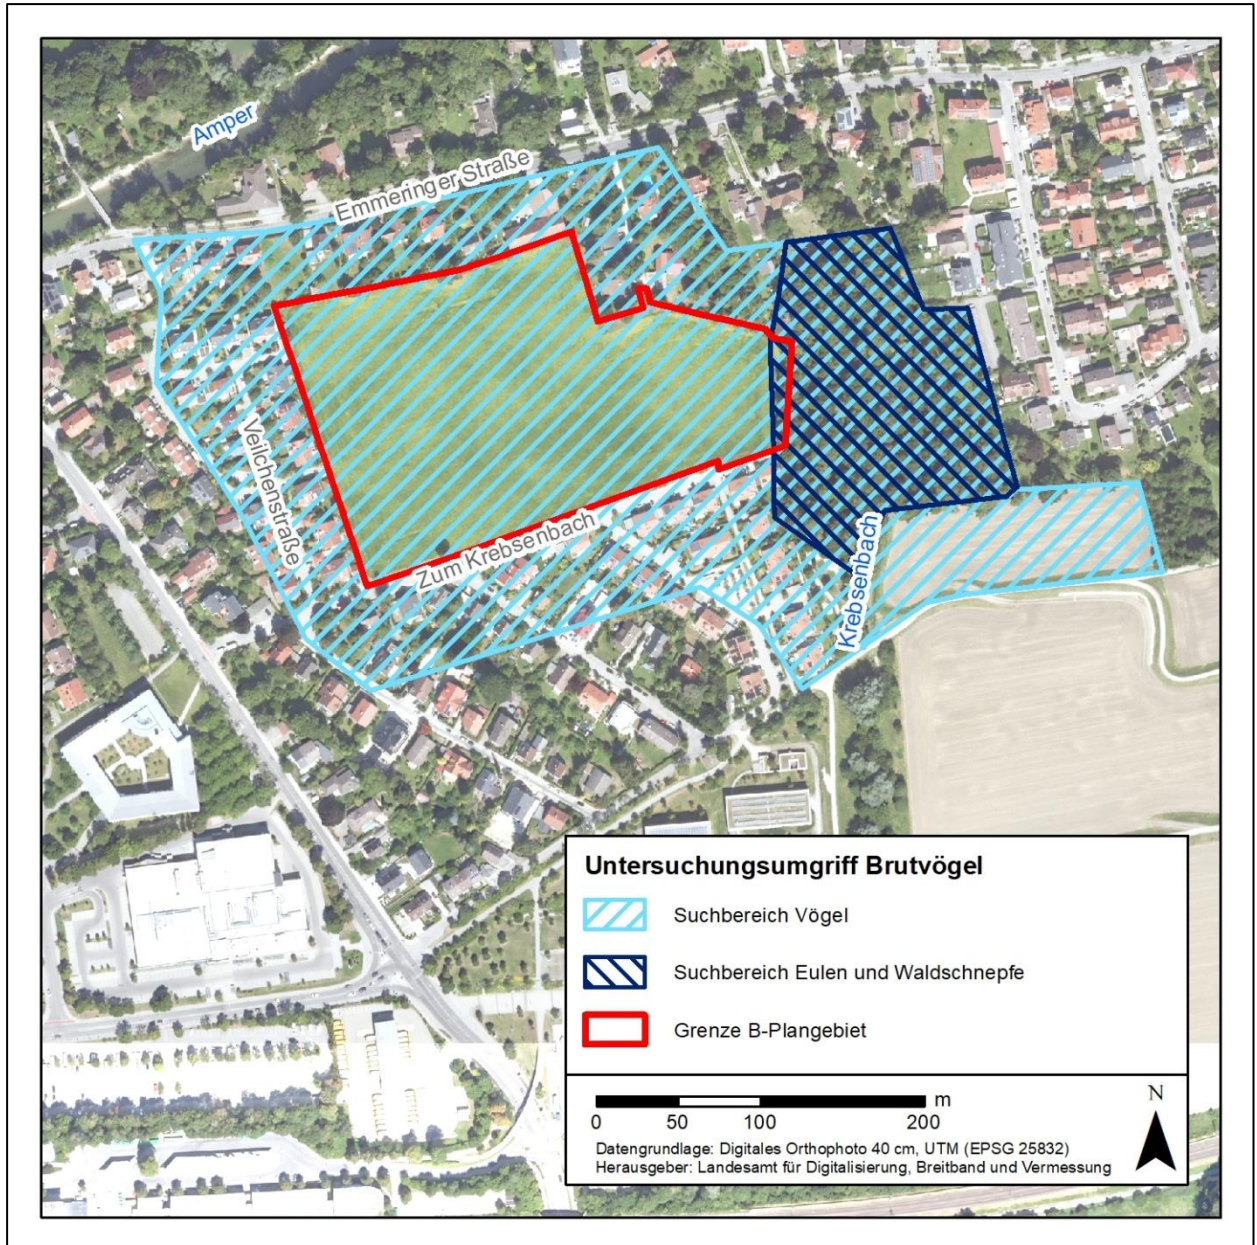 Amper
Emmeringer Straße
Veilchenstraße
Zum Krebsenbach
Krebsenbach
Untersuchungsumgriff Brutvögel
Suchbereich Vögel
Suchbereich Eulen und Waldschnepfe
Grenze B-Plangebiet
m
0 50 100 200
N
Datengrundlage: Digitales Orthophoto 40 cm, UTM (EPSG 25832)
Herausgeber: Landesamt für Digitalisierung, Breitband und Vermessung